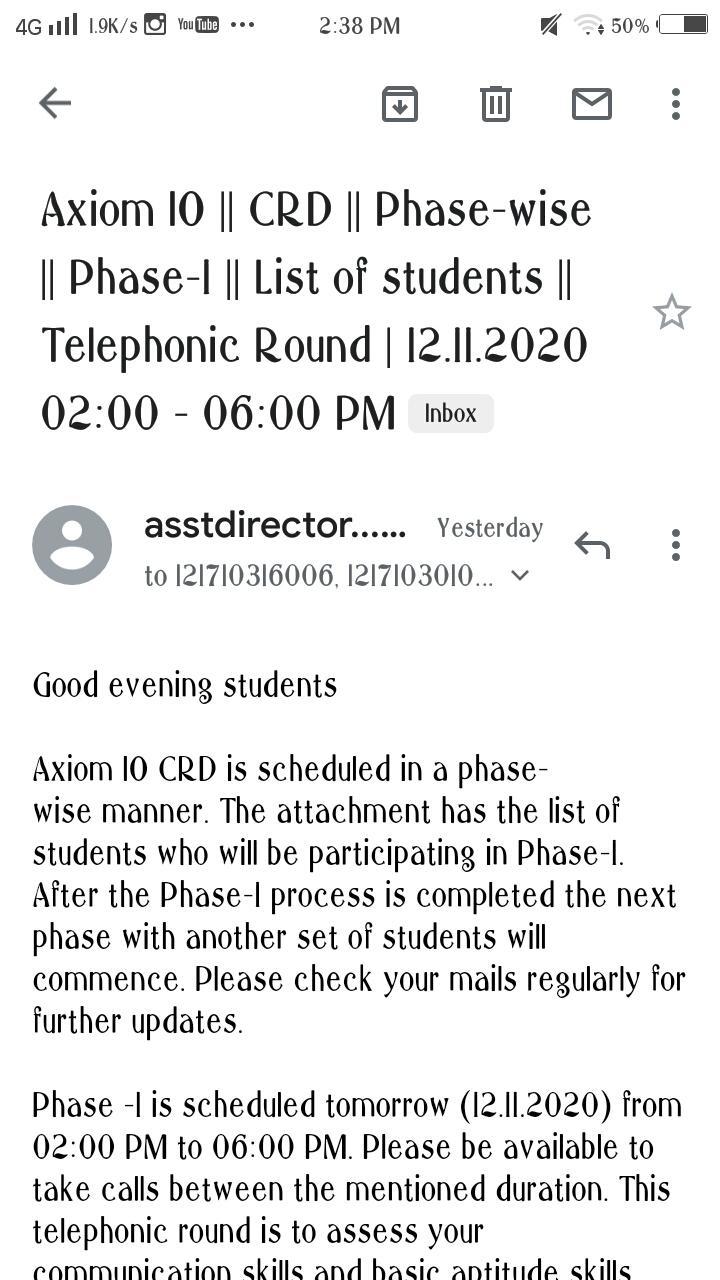 4G 1.9K/s YouTube ... 2:38 PM 50%
Axiom 10 || CRD || Phase-wise
|| Phase-I || List of students ||
Telephonic Round | 12.11.2020
02:00 - 06:00 PM Inbox
asstdirector...... Yesterday
to 121710316006, 1217103010...
Good evening students
Axiom 10 CRD is scheduled in a phase-
wise manner. The attachment has the list of
students who will be participating in Phase-I.
After the Phase-I process is completed the next
phase with another set of students will
commence. Please check your mails regularly for
further updates.
Phase -I is scheduled tomorrow (12.11.2020) from
02:00 PM to 06:00 PM. Please be available to
take calls between the mentioned duration. This
telephonic round is to assess your
communication skills and basic aptitude skills